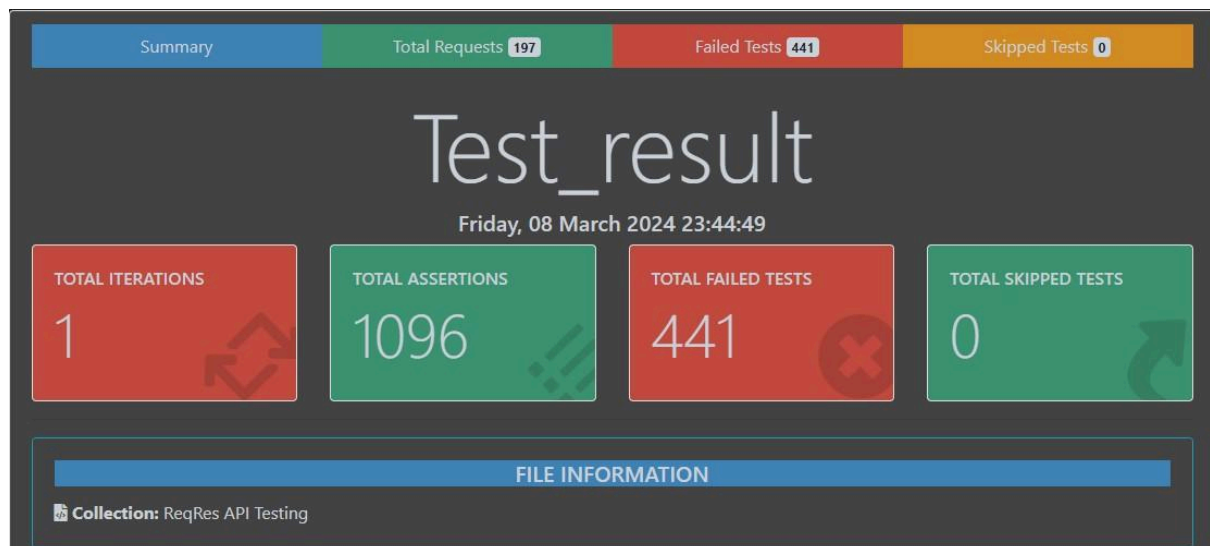 Summary Total Requests 197 Failed Tests 441 Skipped Tests 0
Test_result
Friday, 08 March 2024 23:44:49
TOTAL ITERATIONS TOTAL ASSERTIONS TOTAL FAILED TESTS TOTAL SKIPPED TESTS
1 1096 441 0
FILE INFORMATION
Collection: ReqRes API Testing